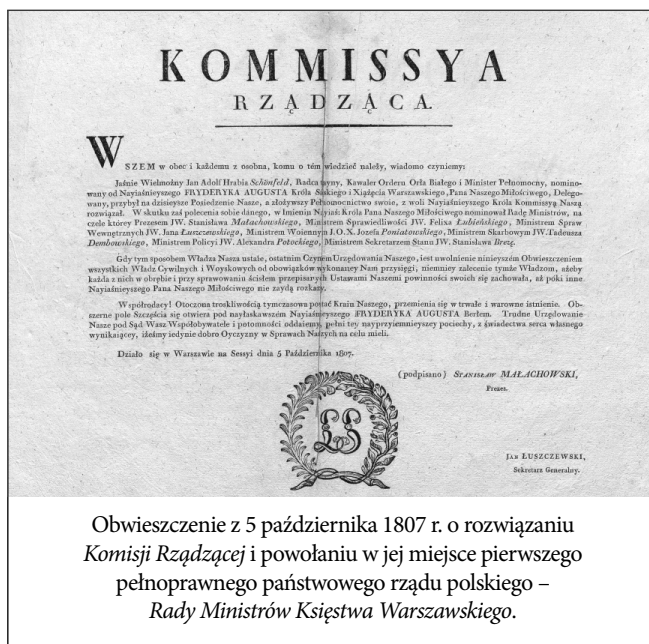 KOMMISSYA
RZĄDZĄCA.
WSZEM w obec i każdemu z osobna, komu o tém wiedzieć należy, wiadomo czyniemy:
Jaśnie Wielmożny Jan Adolf Hrabia Schönfeld, Radca tayny, Kawaler Orderu Orła Białego i Minister Pełnomocny, nomino-
wany od Nayiaśnieyszego FRYDERYKA AUGUSTA Króla Saskiego i Xiążęcia Warszawskiego, Pana Naszego Miłościwego, Delego-
wany, przybył na dzisieysze Posiedzenie Nasze, a złożywszy Pełnomocnictwo swoie, z woli Nayiaśnieyszego Króla Kommissyą Naszą
rozwiązał. W skutku zaś polecenia sobie danego, w Imieniu Nayiaś: Króla Pana Naszego Miłościwego nominował Radę Ministrów, na
czele którey Prezesem JW. Stanisława Małachowskiego, Ministrem Sprawiedliwości JW. Felixa Łubieńskiego, Ministrem Spraw
Wewnętrznych JW. Jana Łuszczewskiego, Ministrem Woiennym J.O.X. Jozefa Poniatowskiego, Ministrem Skarbowym JW. Tadeusza
Dembowskiego, Ministrem Policyi JW. Alexandra Potockiego, Ministrem Sekretarzem Stanu JW. Stanisława Brezę.
Gdy tym sposobem Władza Nasza ustaie, ostatnim Czynem Urzędowania Naszego, iest uwolnienie ninieyszém Obwieszczeniem
wszystkich Władz Cywilnych i Woyskowych od obowiązków wykonaney Nam przysięgi, niemniey zalecenie tymże Władzom, ażeby
każda z nich w obrębie i przy sprawowaniu ściśłem przepisanych Ustawami Naszemi powinności swoich się zachowała, aż póki inne
Nayiaśnieyszego Pana Naszego Miłościwego nie zaydą rozkazy.
Współrodacy! Otoczona troskliwością tymczasowa postać Kraiu Naszego, przemienia się w trwałe i warowne istnienie. Ob-
szerne pole Szczęścia się otwiera pod nayłaskawszem Nayiaśnieyszego FRYDERYKA AUGUSTA Berłem. Trudne Urzędowanie
Nasze pod Sąd Wasz Współobywatele i potomności oddaiemy, pełni tey nayprzyiemnieyszey pociechy, z świadectwa serca własnego
wynikaiącey, iżeśmy iedynie dobro Oyczyzny w Sprawach Naszych na celu mieli.
Działo się w Warszawie na Sessyi dnia 5 Października 1807.
(podpisano) STANISŁAW MAŁACHOWSKI,
Prezes.
LS
JAN ŁUSZCZEWSKI,
Sekretarz Generalny.
Obwieszczenie z 5 października 1807 r. o rozwiązaniu
Komisji Rządzącej i powołaniu w jej miejsce pierwszego
pełnoprawnego państwowego rządu polskiego –
Rady Ministrów Księstwa Warszawskiego.